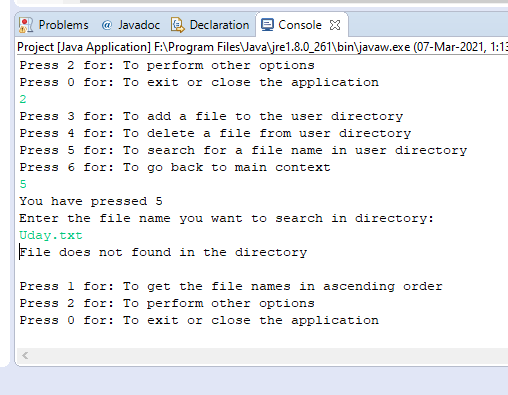 Problems @ Javadoc Declaration Console
Project [Java Application] F:\Program Files\Java\jre1.8.0_261\bin\javaw.exe (07-Mar-2021, 1:13
Press 2 for: To perform other options
Press 0 for: To exit or close the application
2
Press 3 for: To add a file to the user directory
Press 4 for: To delete a file from user directory
Press 5 for: To search for a file name in user directory
Press 6 for: To go back to main context
5
You have pressed 5
Enter the file name you want to search in directory:
Uday.txt
File does not found in the directory
Press 1 for: To get the file names in ascending order
Press 2 for: To perform other options
Press 0 for: To exit or close the application